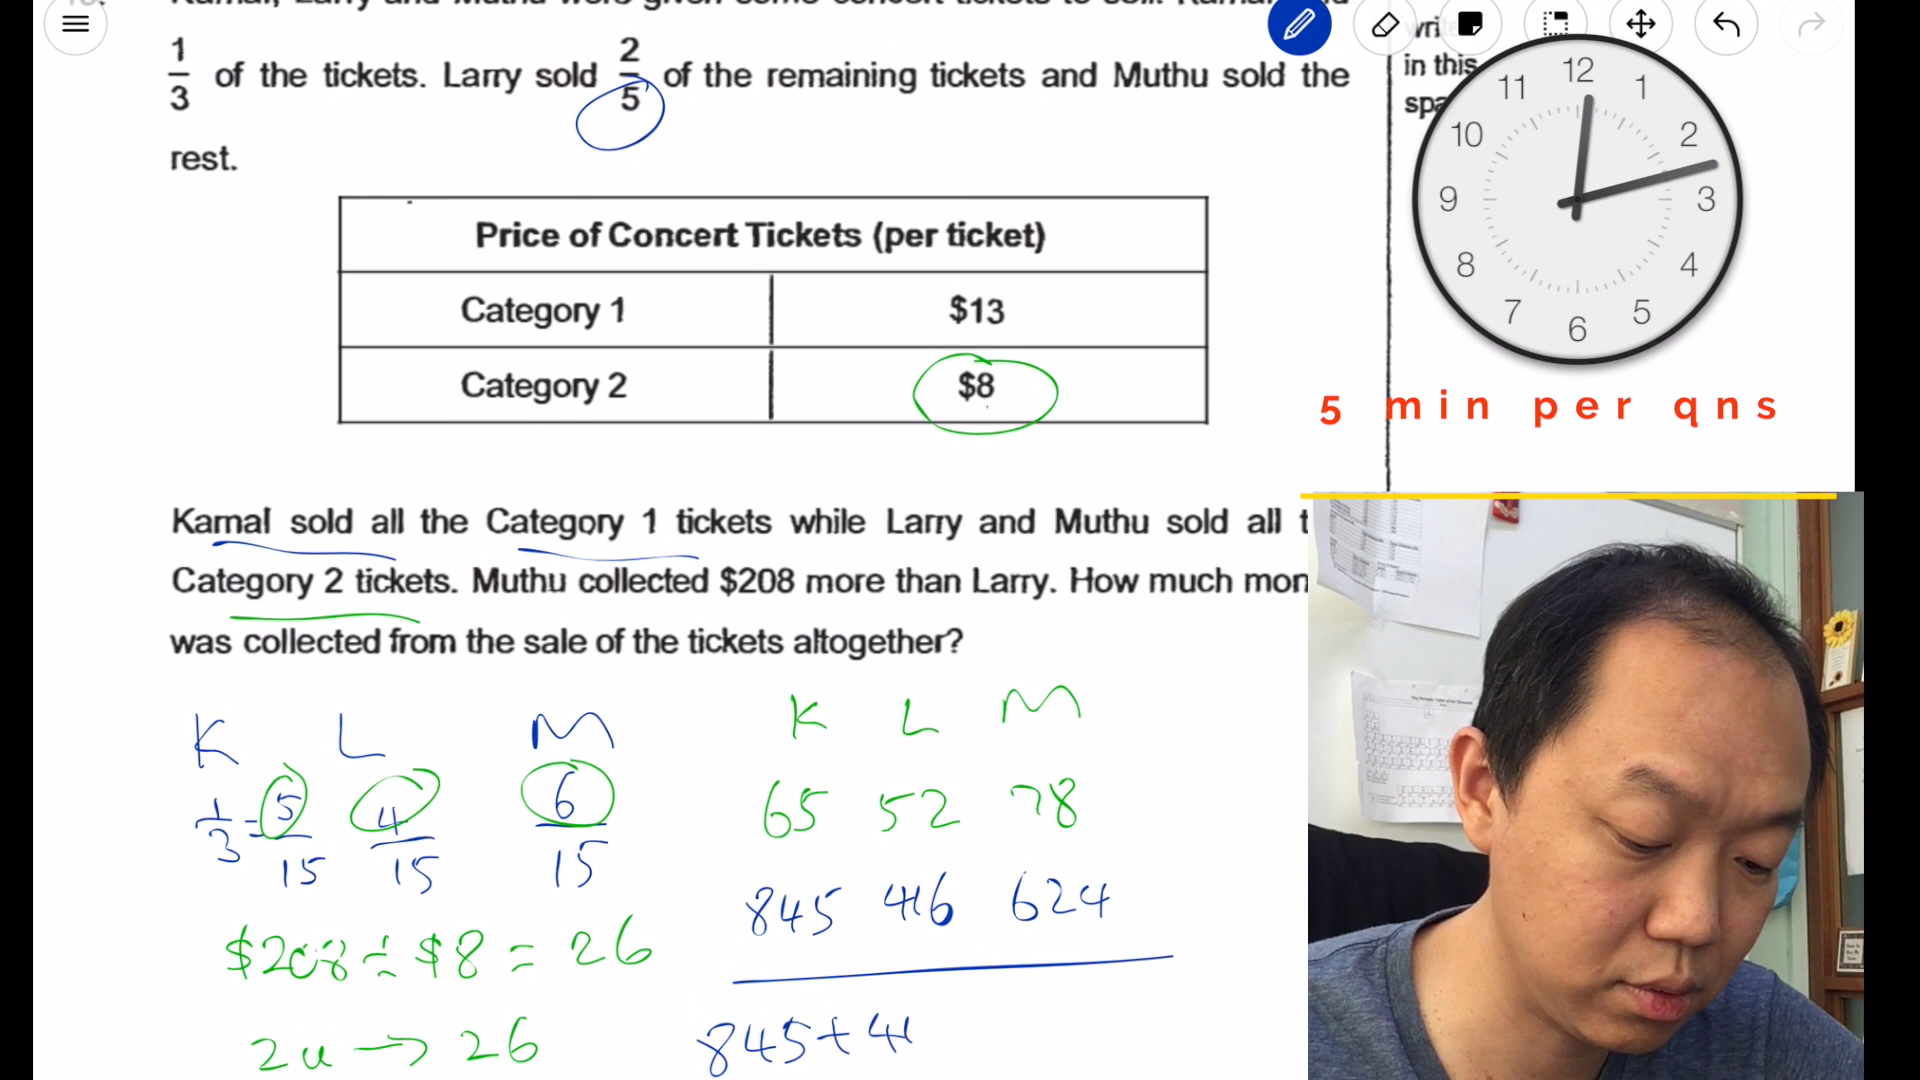 1/3 of the tickets. Larry sold 2/5 of the remaining tickets and Muthu sold the
rest.
Price of Concert Tickets (per ticket)
Category 1 $13
Category 2 $8
Kamal sold all the Category 1 tickets while Larry and Muthu sold all t
Category 2 tickets. Muthu collected $208 more than Larry. How much mon
was collected from the sale of the tickets altogether?
K L M
1/3 = 5/15 4/15 6/15
$208 ÷ $8 = 26
2u → 26
K L M
65 52 78
845 416 624
845 + 41
in this
12
1
2
3
4
5
6
7
8
9
10
11
5 min per qns